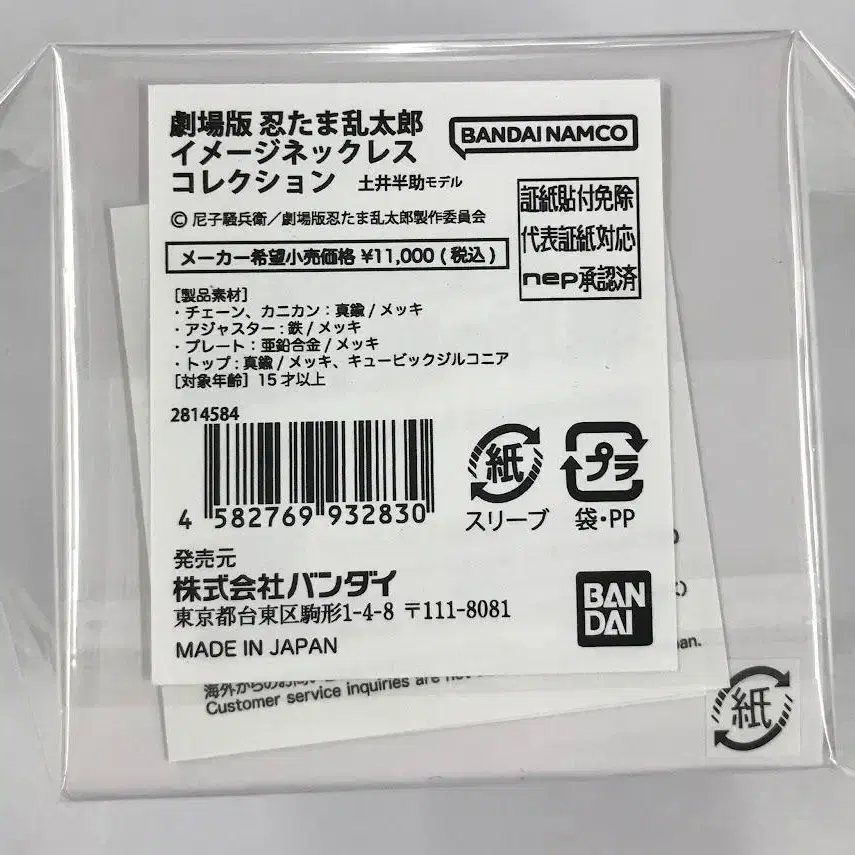 劇場版 忍たま乱太郎
イメージネックレス
コレクション 土井半助モデル
BANDAI NAMCO
© 尼子騒兵衛／劇場版忍たま乱太郎製作委員会
証紙貼付免除
代表証紙対応
nep承認済
メーカー希望小売価格 ¥11,000 ( 税込 )
[製品素材]
・チェーン、カニカン：真鍮 / メッキ
・アジャスター : 鉄 / メッキ
・プレート : 亜鉛合金 / メッキ
・トップ : 真鍮 / メッキ、キュービックジルコニア
[対象年齢] 15才以上
2814584
4 582769 932830
紙
スリーブ
プラ
袋・PP
発売元
株式会社バンダイ
東京都台東区駒形1-4-8 〒111-8081
MADE IN JAPAN
BAN
DAI
海外からのお問い
Customer service inquiries are not
pan.
紙